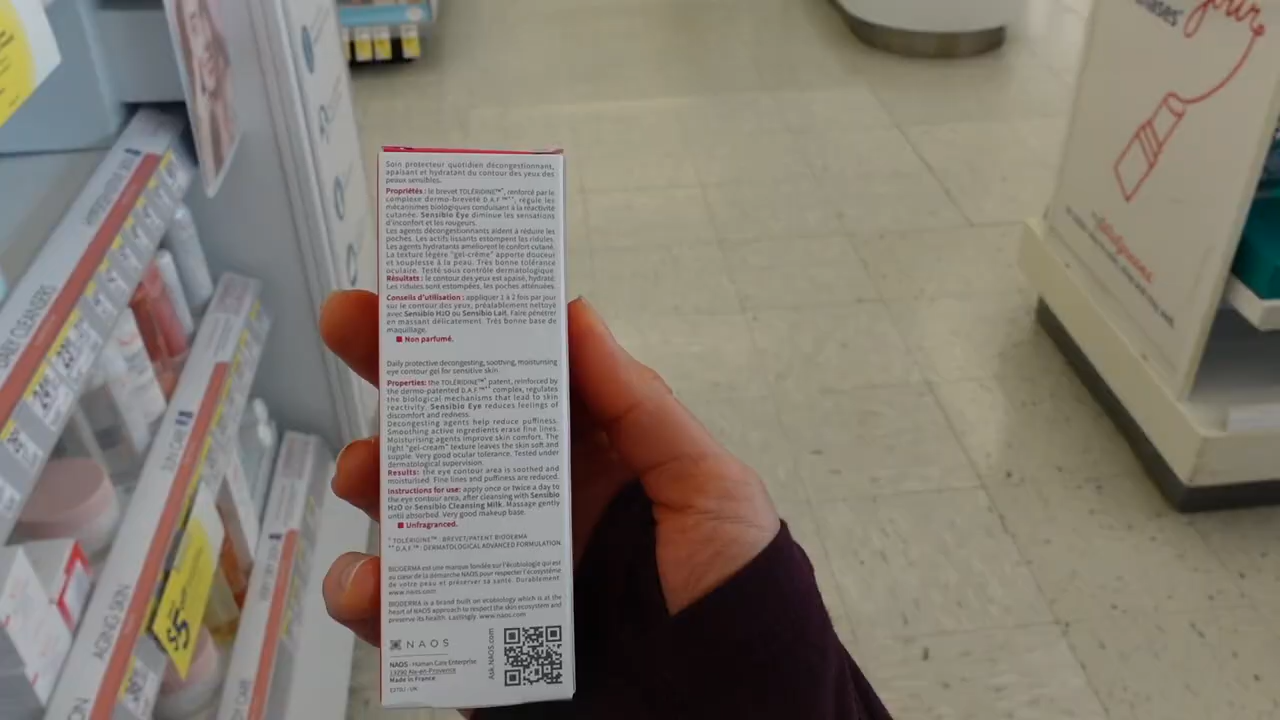 Soin protecteur quotidien décongestionnant,
apaisant et hydratant du contour des yeux des
peaux sensibles.
Propriétés : le brevet TOLÉRIDINE™*, renforcé par le
complexe dermo-breveté D.A.F.™**, régule les
mécanismes biologiques conduisant à la réactivité
cutanée. Sensibio Eye diminue les sensations
d'inconfort et les rougeurs.
Les agents décongestionnants aident à réduire les
poches. Les actifs lissants estompent les ridules.
Les agents hydratants améliorent le confort cutané.
La texture légère "gel-crème" apporte douceur
et souplesse à la peau. Très bonne tolérance
oculaire. Testé sous contrôle dermatologique.
Résultats : le contour des yeux est apaisé, hydraté.
Les ridules sont estompées, les poches atténuées.
Conseils d'utilisation : appliquer 1 à 2 fois par jour
sur le contour des yeux, préalablement nettoyé
avec Sensibio H2O ou Sensibio Lait. Faire pénétrer
en massant délicatement. Très bonne base de
maquillage.
Non parfumé.
Daily protective decongesting, soothing, moisturising
eye contour gel for sensitive skin.
Properties: the TOLÉRIDINE™* patent, reinforced by
the dermo-patented D.A.F.™** complex, regulates
the biological mechanisms that lead to skin
reactivity. Sensibio Eye reduces feelings of
discomfort and redness.
Decongesting agents help reduce puffiness.
Smoothing active ingredients erase fine lines.
Moisturising agents improve skin comfort. The
light "gel-cream" texture leaves the skin soft and
supple. Very good ocular tolerance. Tested under
dermatological supervision.
Results: the eye contour area is soothed and
moisturised. Fine lines and puffiness are reduced.
Instructions for use: apply once or twice a day to
the eye contour area, after cleansing with Sensibio
H2O or Sensibio Cleansing Milk. Massage gently
until absorbed. Very good makeup base.
Unfragranced.
* TOLÉRIDINE™ : BREVET/PATENT BIODERMA
** D.A.F.™ : DERMATOLOGICAL ADVANCED FORMULATION
BIODERMA est une marque fondée sur l'écobiologie qui est
au cœur de la démarche NAOS pour respecter l'écosystème
de votre peau et préserver sa santé. Durablement.
www.naos.com
BIODERMA is a brand built on ecobiology which is at the
heart of NAOS approach to respect the skin ecosystem and
preserve its health. Lastingly. www.naos.com
NAOS
NAOS - Human Care Enterprise
13290 Aix-en-Provence
Made in France
Ask.NAOS.com
DAILY CLEANSERS
AGING SKIN
$5
jour